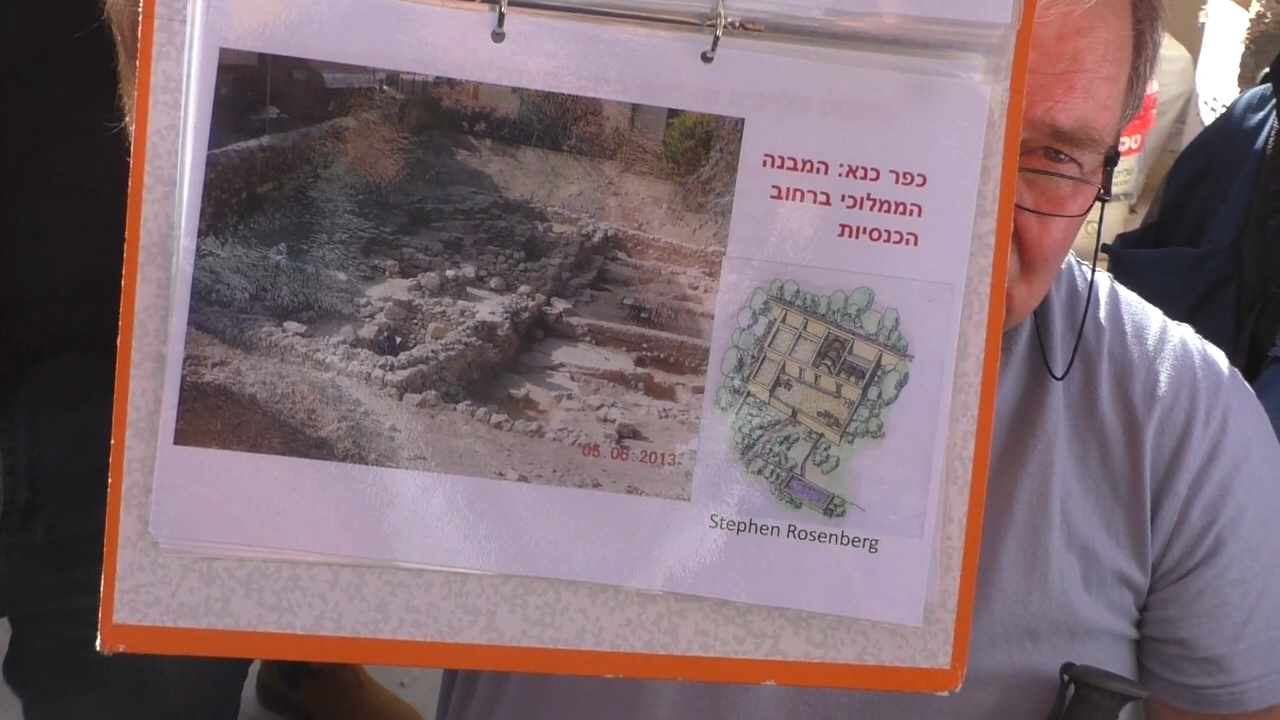 כפר כנא: המבנה
הממלוכי ברחוב
הכנסיות
05.06.2013
Stephen Rosenberg